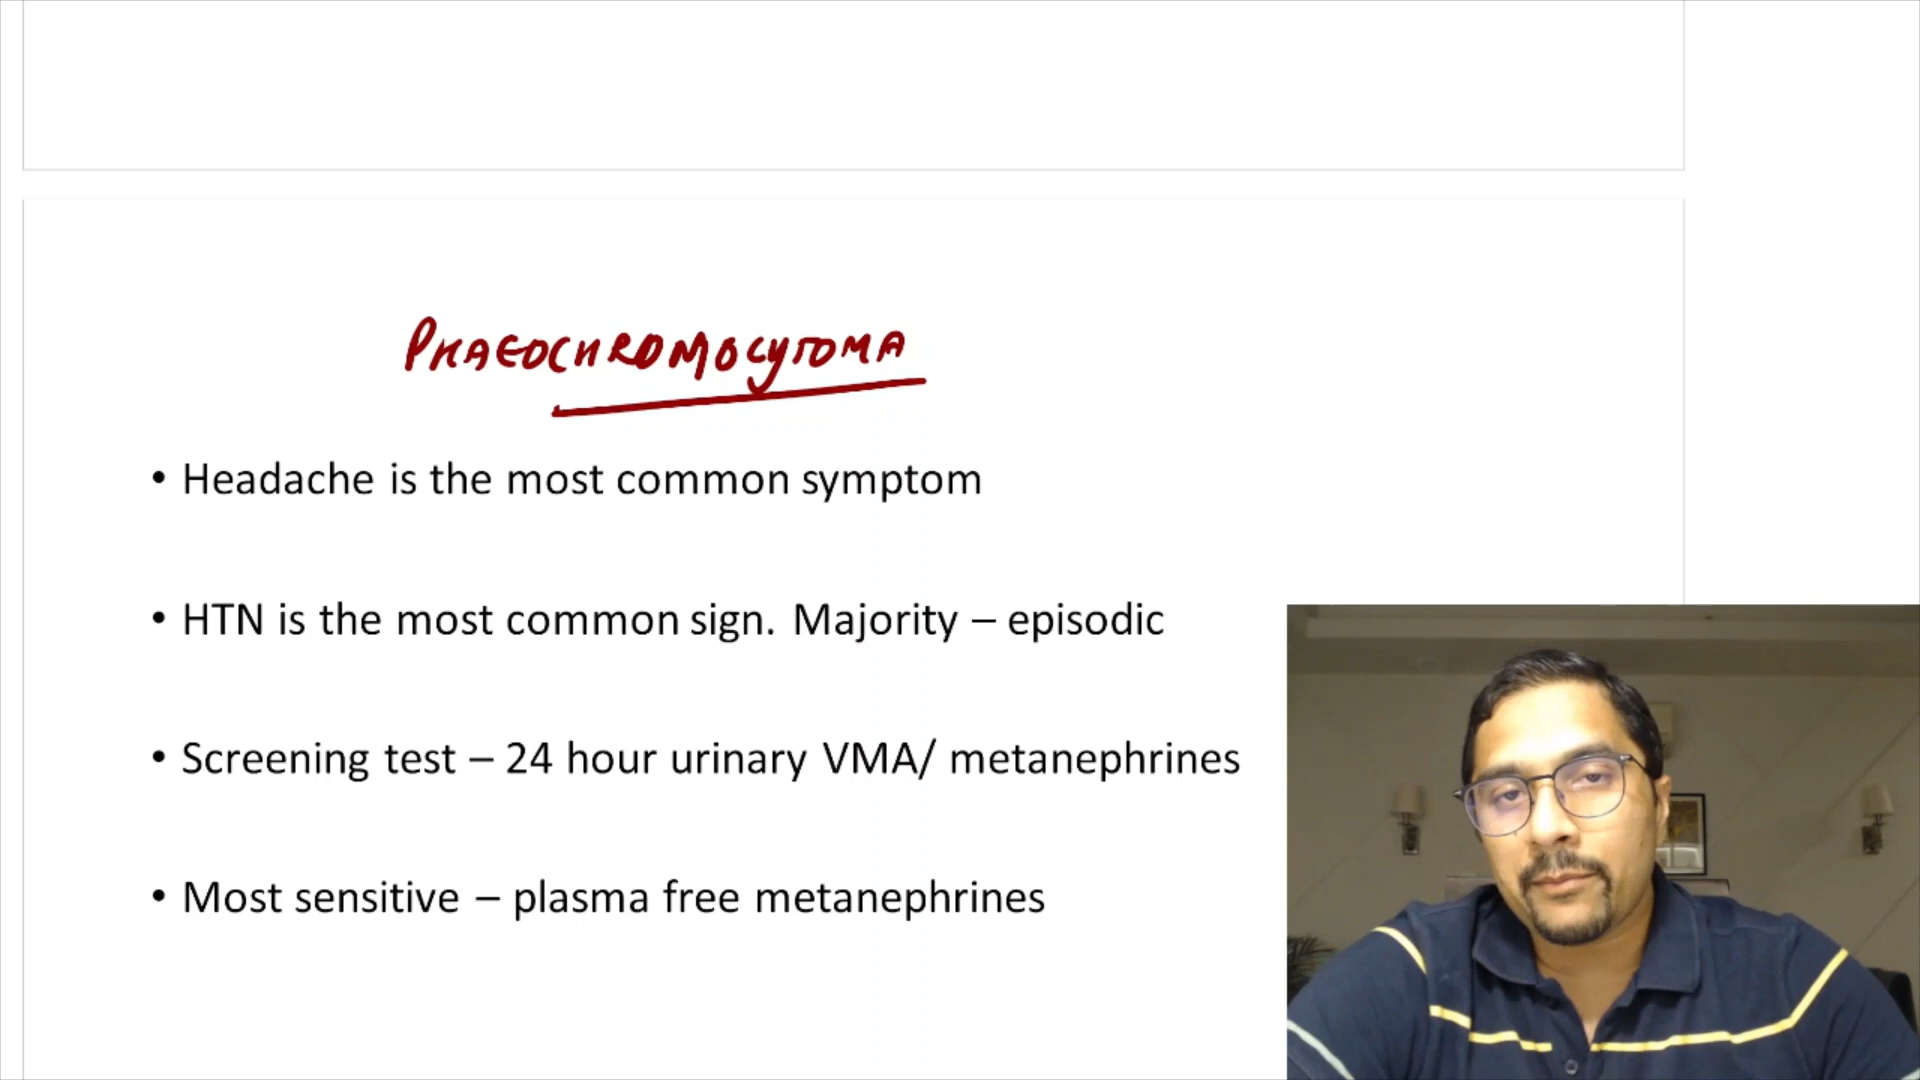 PHAEOCHROMOCYTOMA
• Headache is the most common symptom
• HTN is the most common sign. Majority – episodic
• Screening test – 24 hour urinary VMA/ metanephrines
• Most sensitive – plasma free metanephrines